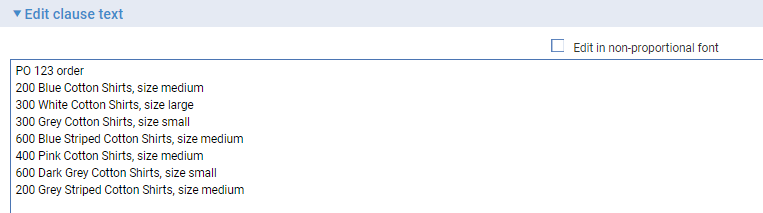 Edit clause text
Edit in non-proportional font
PO 123 order
200 Blue Cotton Shirts, size medium
300 White Cotton Shirts, size large
300 Grey Cotton Shirts, size small
600 Blue Striped Cotton Shirts, size medium
400 Pink Cotton Shirts, size medium
600 Dark Grey Cotton Shirts, size small
200 Grey Striped Cotton Shirts, size medium